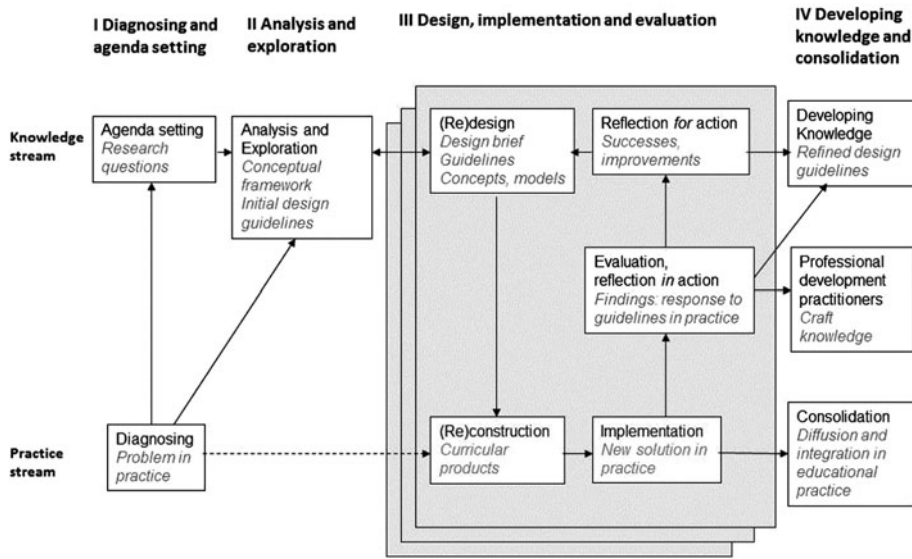 I Diagnosing and
agenda setting
II Analysis and
exploration
III Design, implementation and evaluation
IV Developing
knowledge and
consolidation
Knowledge
stream
Agenda setting
Research
questions
Analysis and
Exploration
Conceptual
framework
Initial design
guidelines
(Re)design
Design brief
Guidelines
Concepts, models
Reflection for action
Successes,
improvements
Developing
Knowledge
Refined design
guidelines
Evaluation,
reflection in action
Findings: response to
guidelines in practice
Professional
development
practitioners
Craft
knowledge
Practice
stream
Diagnosing
Problem in
practice
(Re)construction
Curricular
products
Implementation
New solution in
practice
Consolidation
Diffusion and
integration in
educational
practice